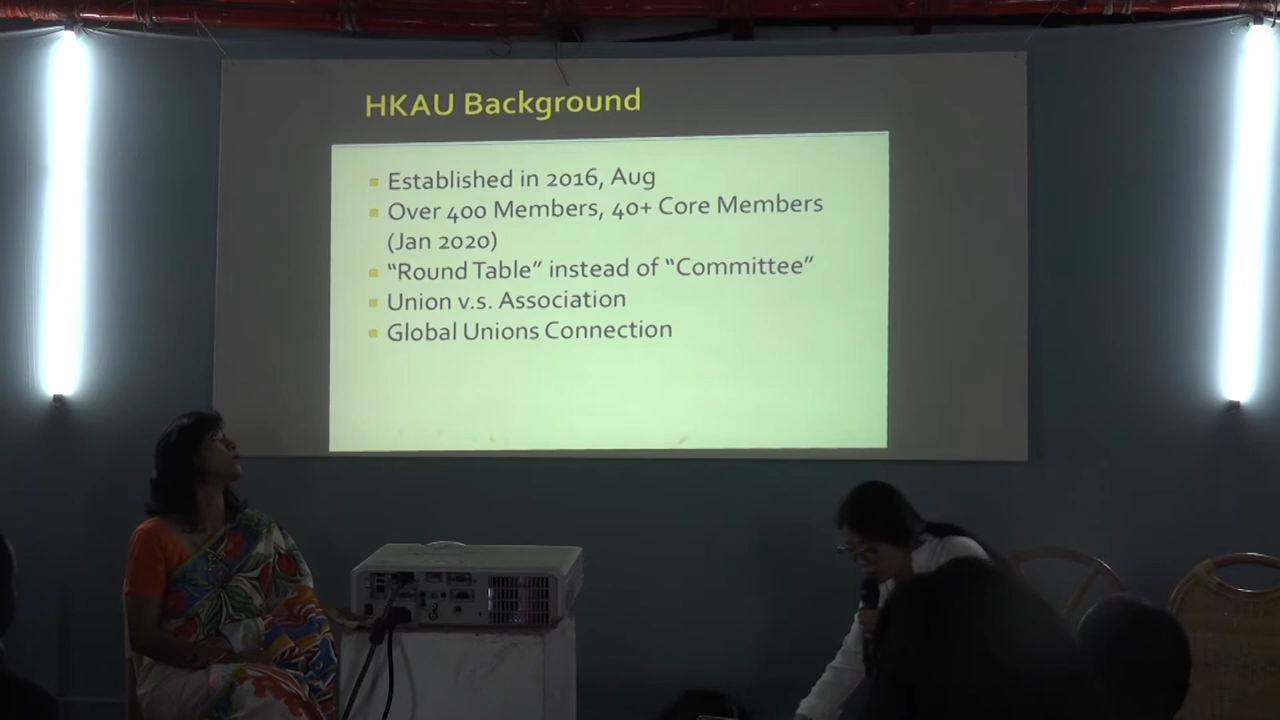 HKAU Background
Established in 2016, Aug
Over 400 Members, 40+ Core Members
(Jan 2020)
“Round Table” instead of “Committee”
Union v.s. Association
Global Unions Connection